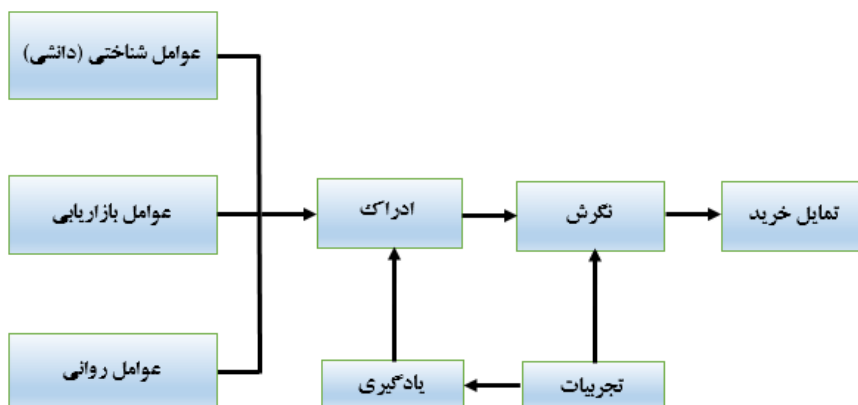 عوامل شناختی (دانشی)
عوامل بازاریابی
ادراک
نگرش
تمایل خرید
عوامل روانی
یادگیری
تجربیات